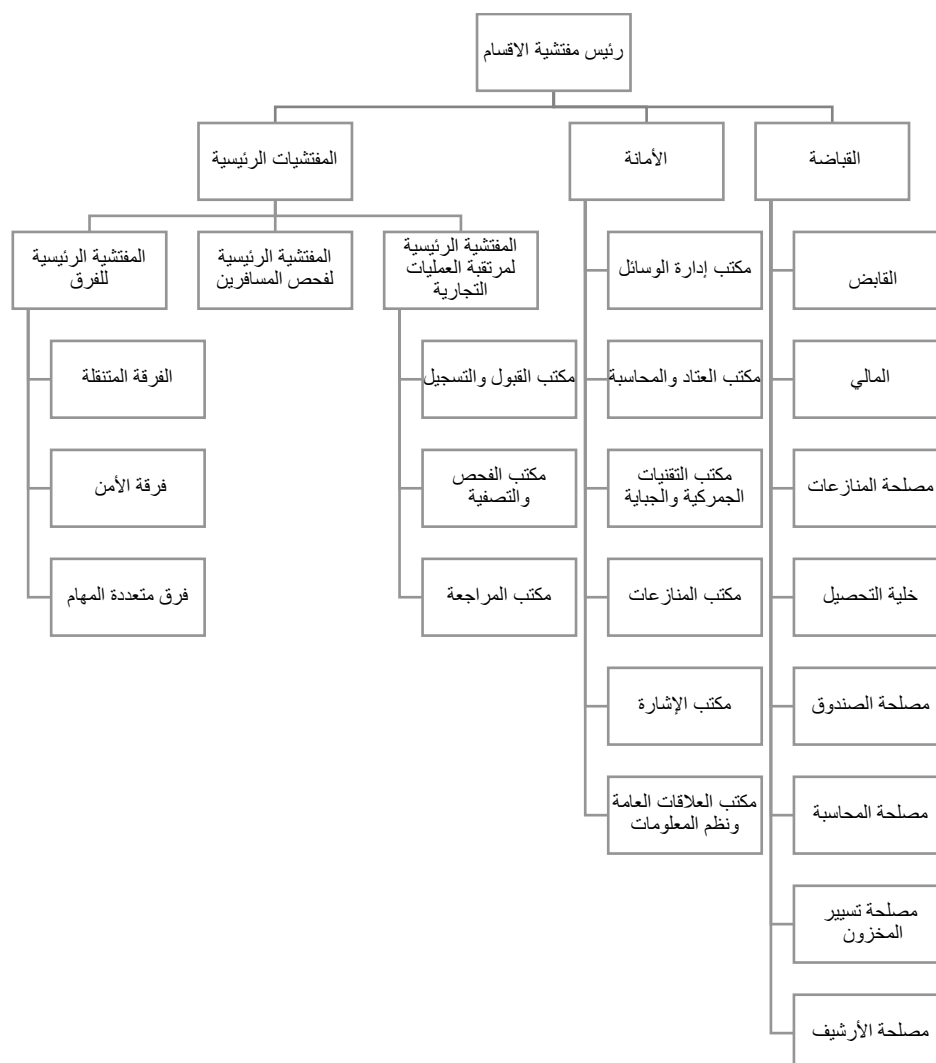 رئيس مفتشية الاقسام
القباضة
الأمانة
المفتشيات الرئيسية
القابض
المالي
مصلحة المنازعات
خلية التحصيل
مصلحة الصندوق
مصلحة المحاسبة
مصلحة تسيير
المخزون
مصلحة الأرشيف
مكتب إدارة الوسائل
مكتب العتاد والمحاسبة
مكتب التقنيات
الجمركية والجباية
مكتب المنازعات
مكتب الإشارة
مكتب العلاقات العامة
ونظم المعلومات
المفتشية الرئيسية
لمرتقبة العمليات
التجارية
مكتب القبول والتسجيل
مكتب الفحص
والتصفية
مكتب المراجعة
المفتشية الرئيسية
لفحص المسافرين
المفتشية الرئيسية
للفرق
الفرقة المتنقلة
فرقة الأمن
فرق متعددة المهام